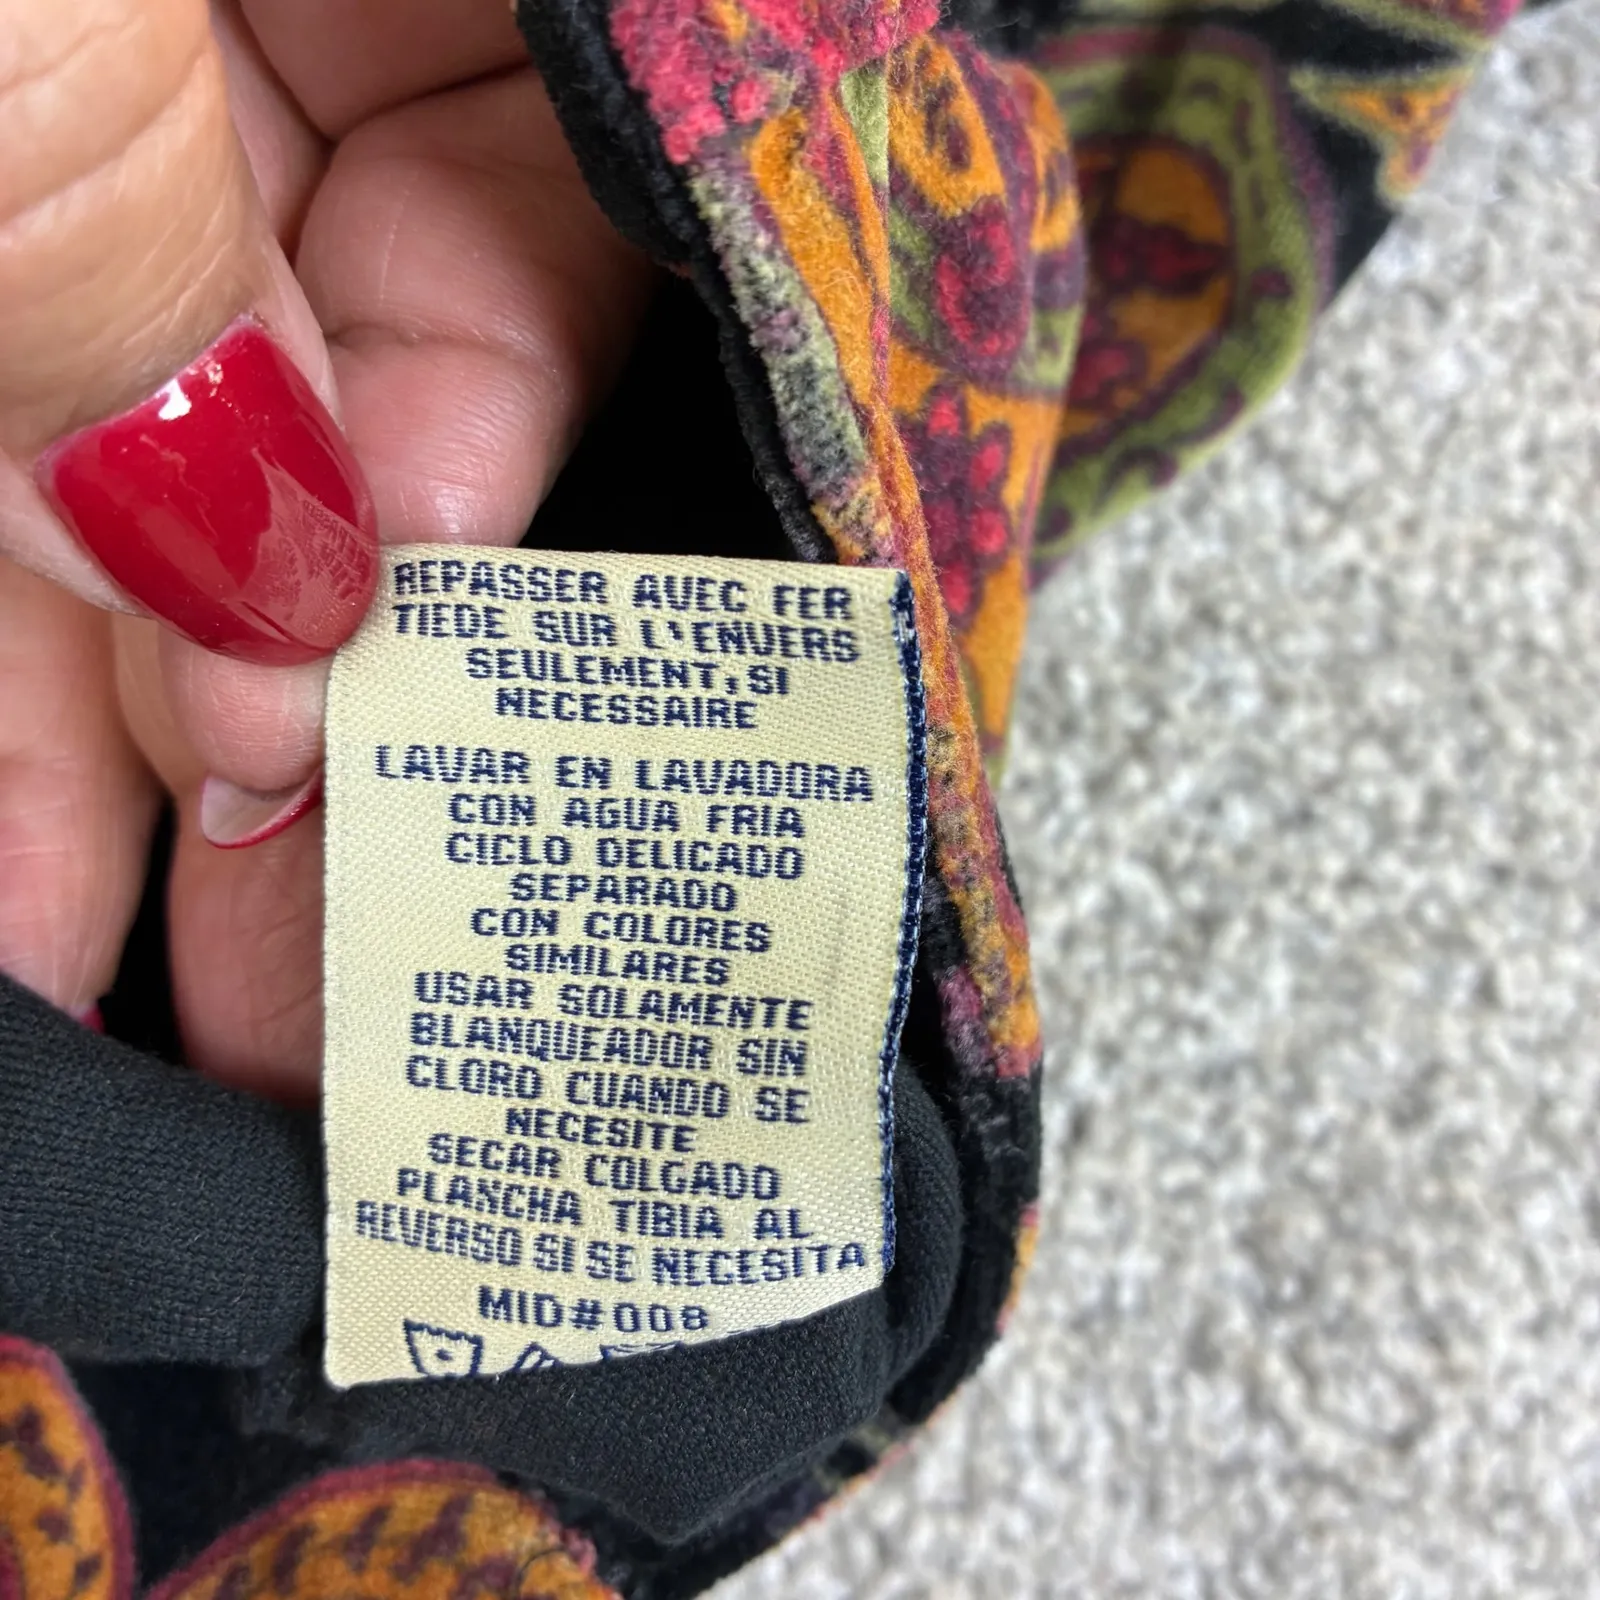 REPASSER AVEC FER
TIEDE SUR L'ENVERS
SEULEMENT, SI
NECESSAIRE
LAVAR EN LAVADORA
CON AGUA FRIA
CICLO DELICADO
SEPARADO
CON COLORES
SIMILARES
USAR SOLAMENTE
BLANQUEADOR SIN
CLORO CUANDO SE
NECESITE
SECAR COLGADO
PLANCHA TIBIA AL
REVERSO SI SE NECESITA
MID#008